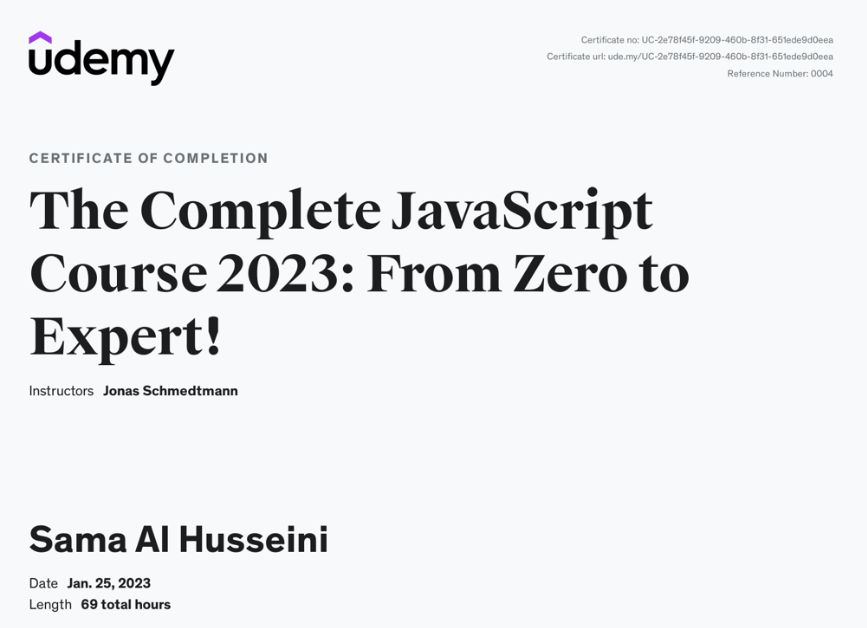 udemy
Certificate no: UC-2e78f45f-9209-460b-8f31-651ede9d0eea
Certificate url: ude.my/UC-2e78f45f-9209-460b-8f31-651ede9d0eea
Reference Number: 0004
CERTIFICATE OF COMPLETION
The Complete JavaScript
Course 2023: From Zero to
Expert!
Instructors Jonas Schmedtmann
Sama Al Husseini
Date Jan. 25, 2023
Length 69 total hours